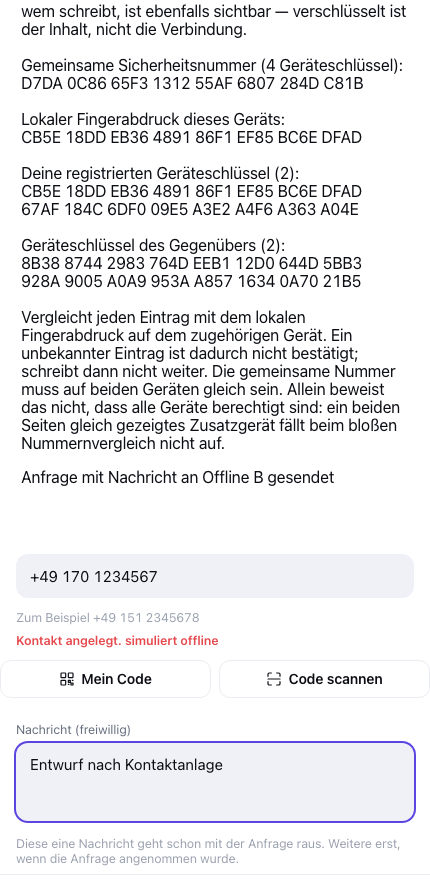 wem schreibt, ist ebenfalls sichtbar — verschlüsselt ist
der Inhalt, nicht die Verbindung.
Gemeinsame Sicherheitsnummer (4 Geräteschlüssel):
D7DA 0C86 65F3 1312 55AF 6807 284D C81B
Lokaler Fingerabdruck dieses Geräts:
CB5E 18DD EB36 4891 86F1 EF85 BC6E DFAD
Deine registrierten Geräteschlüssel (2):
CB5E 18DD EB36 4891 86F1 EF85 BC6E DFAD
67AF 184C 6DF0 09E5 A3E2 A4F6 A363 A04E
Geräteschlüssel des Gegenübers (2):
8B38 8744 2983 764D EEB1 12D0 644D 5BB3
928A 9005 A0A9 953A A857 1634 0A70 21B5
Vergleicht jeden Eintrag mit dem lokalen
Fingerabdruck auf dem zugehörigen Gerät. Ein
unbekannter Eintrag ist dadurch nicht bestätigt;
schreibt dann nicht weiter. Die gemeinsame Nummer
muss auf beiden Geräten gleich sein. Allein beweist
das nicht, dass alle Geräte berechtigt sind: ein beiden
Seiten gleich gezeigtes Zusatzgerät fällt beim bloßen
Nummernvergleich nicht auf.
Anfrage mit Nachricht an Offline B gesendet
+49 170 1234567
Zum Beispiel +49 151 2345678
Kontakt angelegt. simuliert offline
Mein Code
Code scannen
Nachricht (freiwillig)
Entwurf nach Kontaktanlage
Diese eine Nachricht geht schon mit der Anfrage raus. Weitere erst,
wenn die Anfrage angenommen wurde.